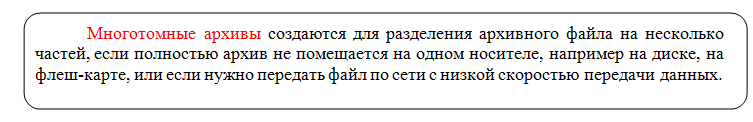 Многотомные архивы создаются для разделения архивного файла на несколько
частей, если полностью архив не помещается на одном носителе, например на диске, на
флеш-карте, или если нужно передать файл по сети с низкой скоростью передачи данных.